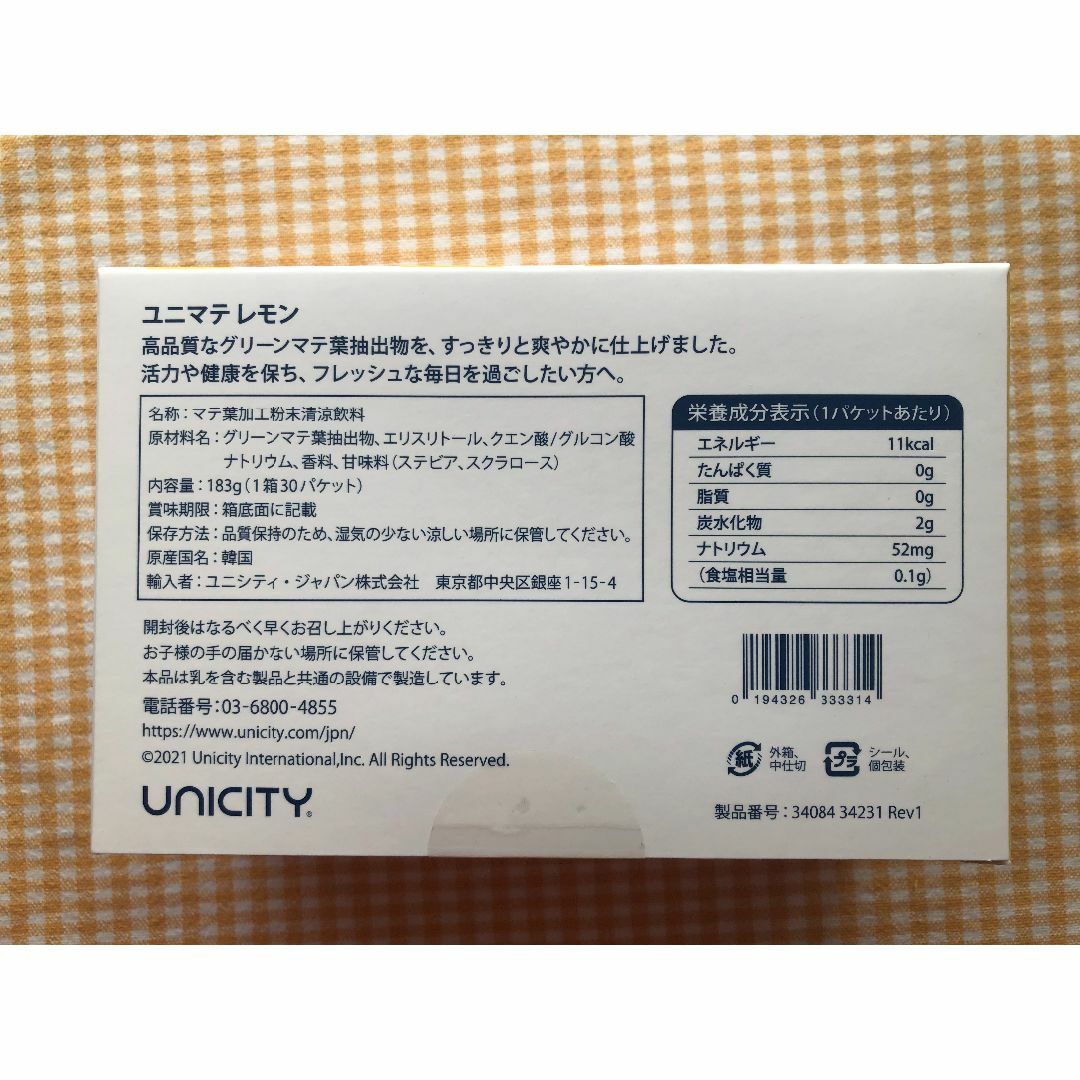 ユニマテ レモン
高品質なグリーンマテ葉抽出物を、すっきりと爽やかに仕上げました。
活力や健康を保ち、フレッシュな毎日を過ごしたい方へ。
名称：マテ葉加工粉末清涼飲料
原材料名：グリーンマテ葉抽出物、エリスリトール、クエン酸/グルコン酸
ナトリウム、香料、甘味料（ステビア、スクラロース）
内容量：183g（1箱30パケット）
賞味期限：箱底面に記載
保存方法：品質保持のため、湿気の少ない涼しい場所に保管してください。
原産国名：韓国
輸入者：ユニシティ・ジャパン株式会社 東京都中央区銀座1-15-4
栄養成分表示（1パケットあたり）
エネルギー 11kcal
たんぱく質 0g
脂質 0g
炭水化物 2g
ナトリウム 52mg
（食塩相当量 0.1g）
開封後はなるべく早くお召し上がりください。
お子様の手の届かない場所に保管してください。
本品は乳を含む製品と共通の設備で製造しています。
電話番号：03-6800-4855
https://www.unicity.com/jpn/
©2021 Unicity International,Inc. All Rights Reserved.
UNICITY®
0 194326 333314
紙 外箱、
中仕切
プラ シール、
個包装
製品番号：34084 34231 Rev1